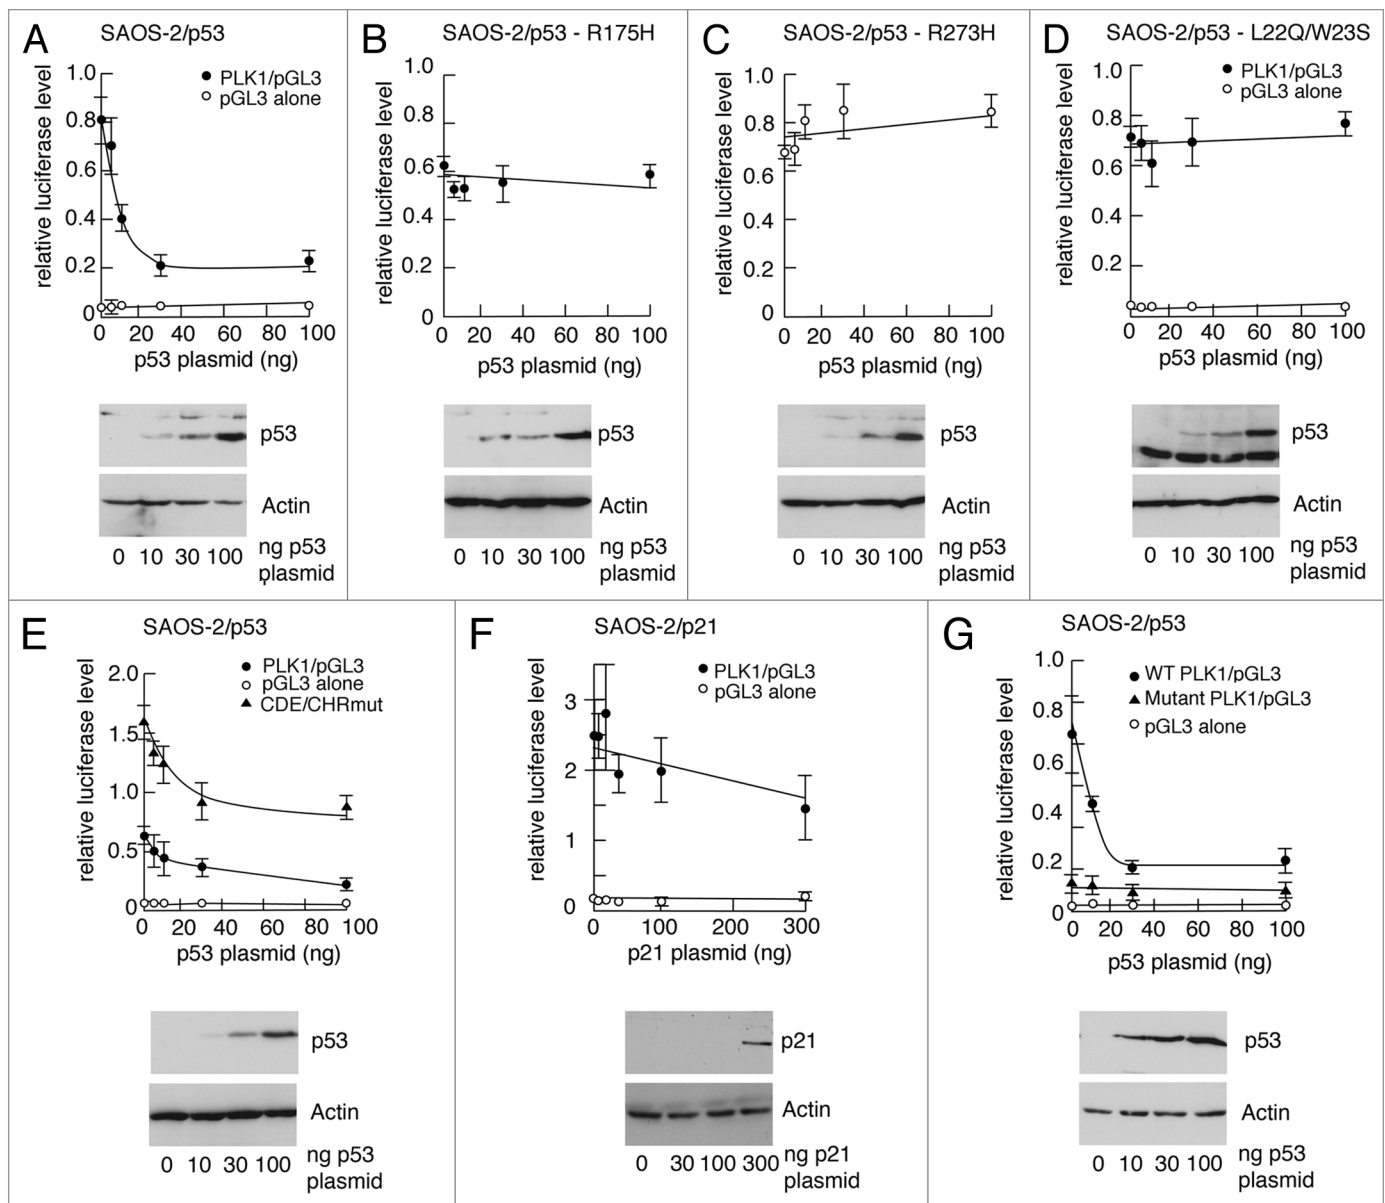 A
SAOS-2/p53
PLK1/pGL3
pGL3 alone
relative luciferase level
1.0
0.8
0.6
0.4
0.2
0
0 20 40 60 80 100
p53 plasmid (ng)
p53
Actin
0 10 30 100
ng p53
plasmid
B
SAOS-2/p53 - R175H
relative luciferase level
1.0
0.8
0.6
0.4
0.2
0
0 20 40 60 80 100
p53 plasmid (ng)
p53
Actin
0 10 30 100
ng p53
plasmid
C
SAOS-2/p53 - R273H
relative luciferase level
1.0
0.8
0.6
0.4
0.2
0
0 20 40 60 80 100
p53 plasmid (ng)
p53
Actin
0 10 30 100
ng p53
plasmid
D
SAOS-2/p53 - L22Q/W23S
PLK1/pGL3
pGL3 alone
relative luciferase level
1.0
0.8
0.6
0.4
0.2
0 20 40 60 80 100
p53 plasmid (ng)
p53
Actin
0 10 30 100
ng p53
plasmid
E
SAOS-2/p53
PLK1/pGL3
pGL3 alone
CDE/CHRmut
relative luciferase level
2.0
1.5
1.0
0.5
0
0 20 40 60 80 100
p53 plasmid (ng)
p53
Actin
0 10 30 100
ng p53
plasmid
F
SAOS-2/p21
PLK1/pGL3
pGL3 alone
relative luciferase level
3
2
1
0
0 100 200 300
p21 plasmid (ng)
p21
Actin
0 30 100 300
ng p21
plasmid
G
SAOS-2/p53
WT PLK1/pGL3
Mutant PLK1/pGL3
pGL3 alone
relative luciferase level
1.0
0.8
0.6
0.4
0.2
0
0 20 40 60 80 100
p53 plasmid (ng)
p53
Actin
0 10 30 100
ng p53
plasmid